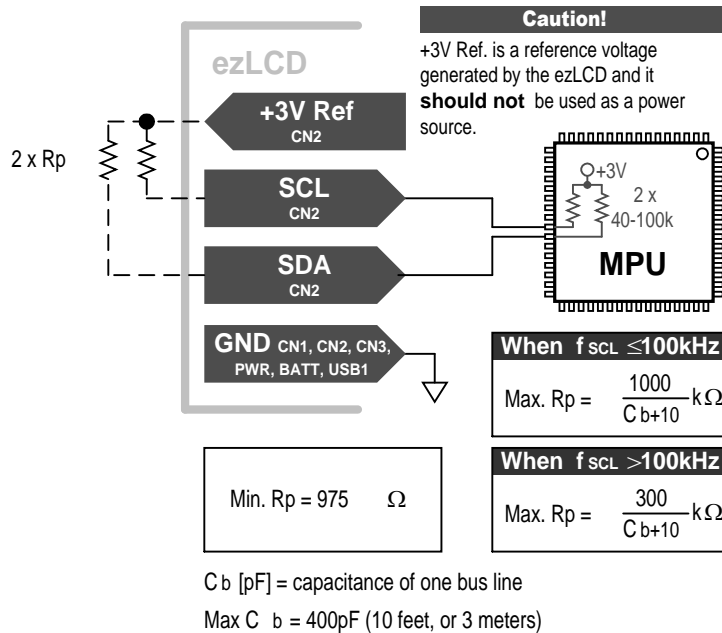 Caution!
+3V Ref. is a reference voltage
generated by the ezLCD and it
should not be used as a power
source.
ezLCD
+3V Ref
CN2
2 x Rp
SCL
CN2
SDA
CN2
GND CN1, CN2, CN3,
PWR, BATT, USB1
+3V
2 x
40-100k
MPU
When f SCL ≤100kHz
Max. Rp = 1000
C b+10
kΩ
When f SCL >100kHz
Max. Rp = 300
C b+10
kΩ
Min. Rp = 975 Ω
C b [pF] = capacitance of one bus line
Max C b = 400pF (10 feet, or 3 meters)